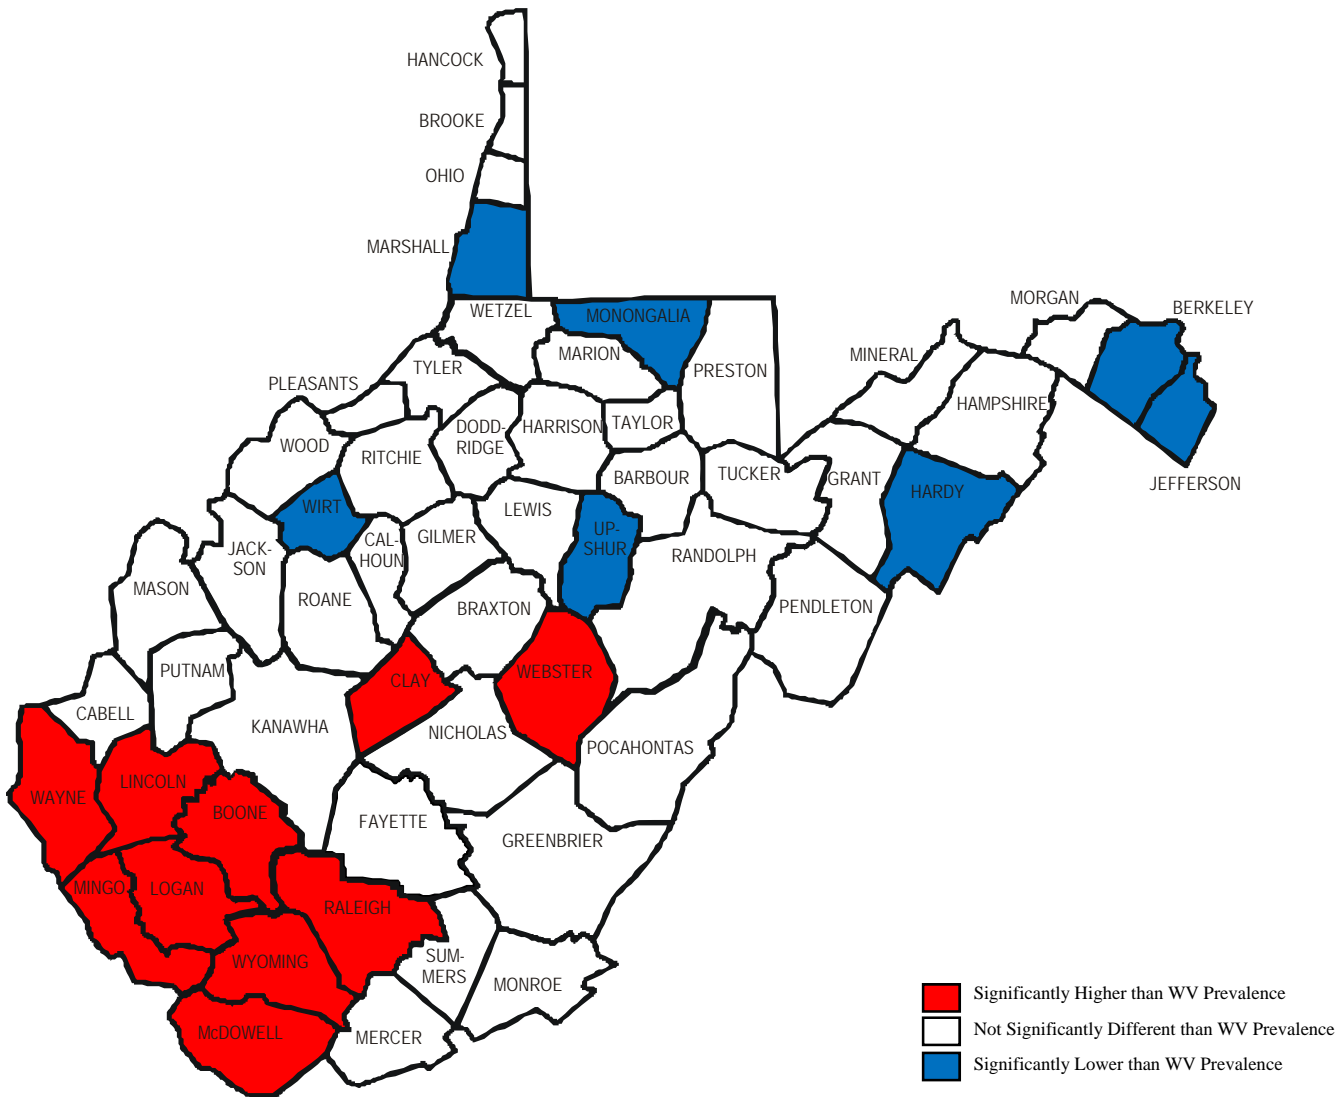 HANCOCK
BROOKE
OHIO
MARSHALL
WETZEL
MONONGALIA
MORGAN
BERKELEY
MARION
MINERAL
TYLER
PRESTON
PLEASANTS
HAMPSHIRE
WOOD
DODD-
RIDGE
HARRISON
TAYLOR
RITCHIE
BARBOUR
TUCKER
GRANT
HARDY
JEFFERSON
WIRT
LEWIS
UP-
SHUR
GILMER
CAL-
HOUN
JACK-
SON
RANDOLPH
MASON
ROANE
BRAXTON
PENDLETON
PUTNAM
CLAY
WEBSTER
CABELL
KANAWHA
NICHOLAS
POCAHONTAS
LINCOLN
WAYNE
BOONE
FAYETTE
GREENBRIER
MINGO
LOGAN
RALEIGH
WYOMING
SUM-
MERS
MONROE
McDOWELL
MERCER
Significantly Higher than WV Prevalence
Not Significantly Different than WV Prevalence
Significantly Lower than WV Prevalence